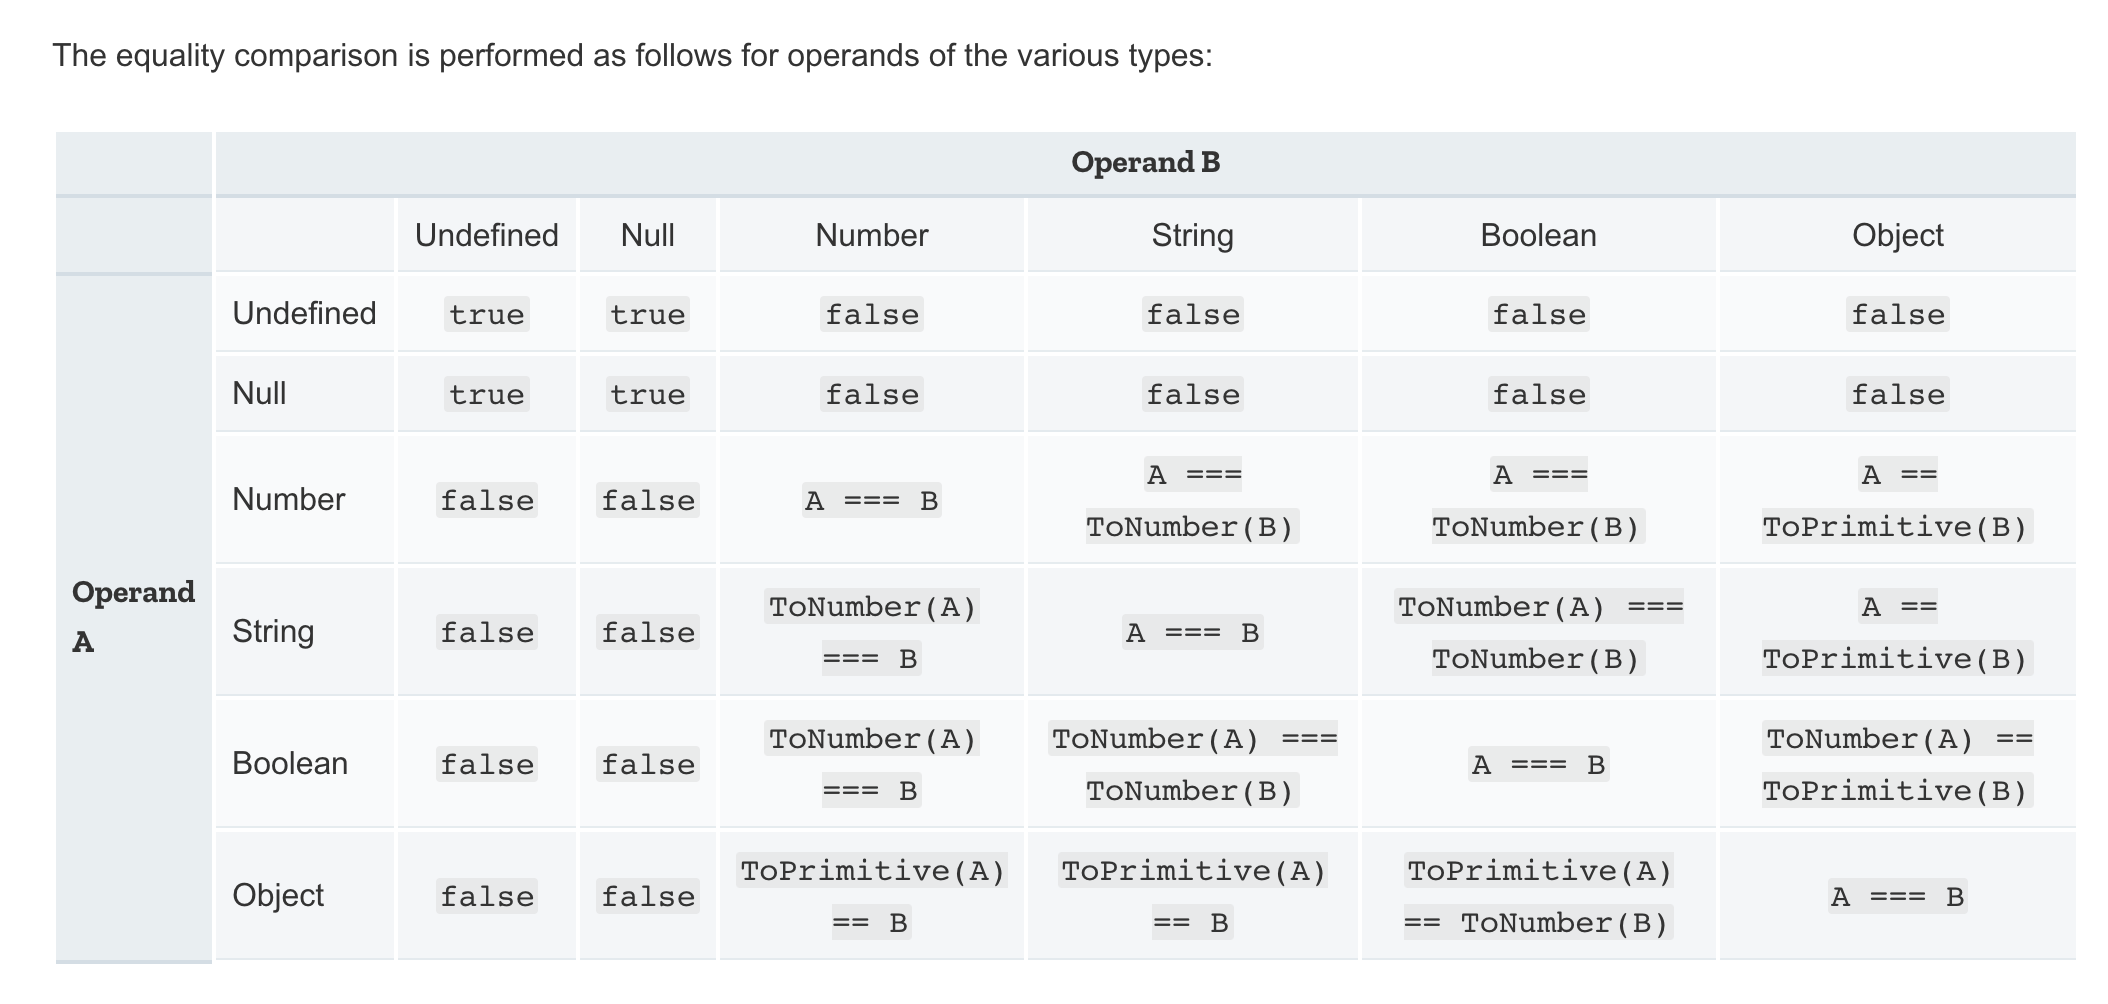 The equality comparison is performed as follows for operands of the various types:
Operand B
Undefined Null Number String Boolean Object
Undefined true true false false false false
Null true true false false false false
Number false false A === B A === ToNumber(B) A === ToNumber(B) A == ToPrimitive(B)
Operand A
String false false ToNumber(A) === B A === B ToNumber(A) === ToNumber(B) A == ToPrimitive(B)
Boolean false false ToNumber(A) === B ToNumber(A) === ToNumber(B) A === B ToNumber(A) == ToPrimitive(B)
Object false false ToPrimitive(A) == B ToPrimitive(A) == B ToPrimitive(A) == ToNumber(B) A === B